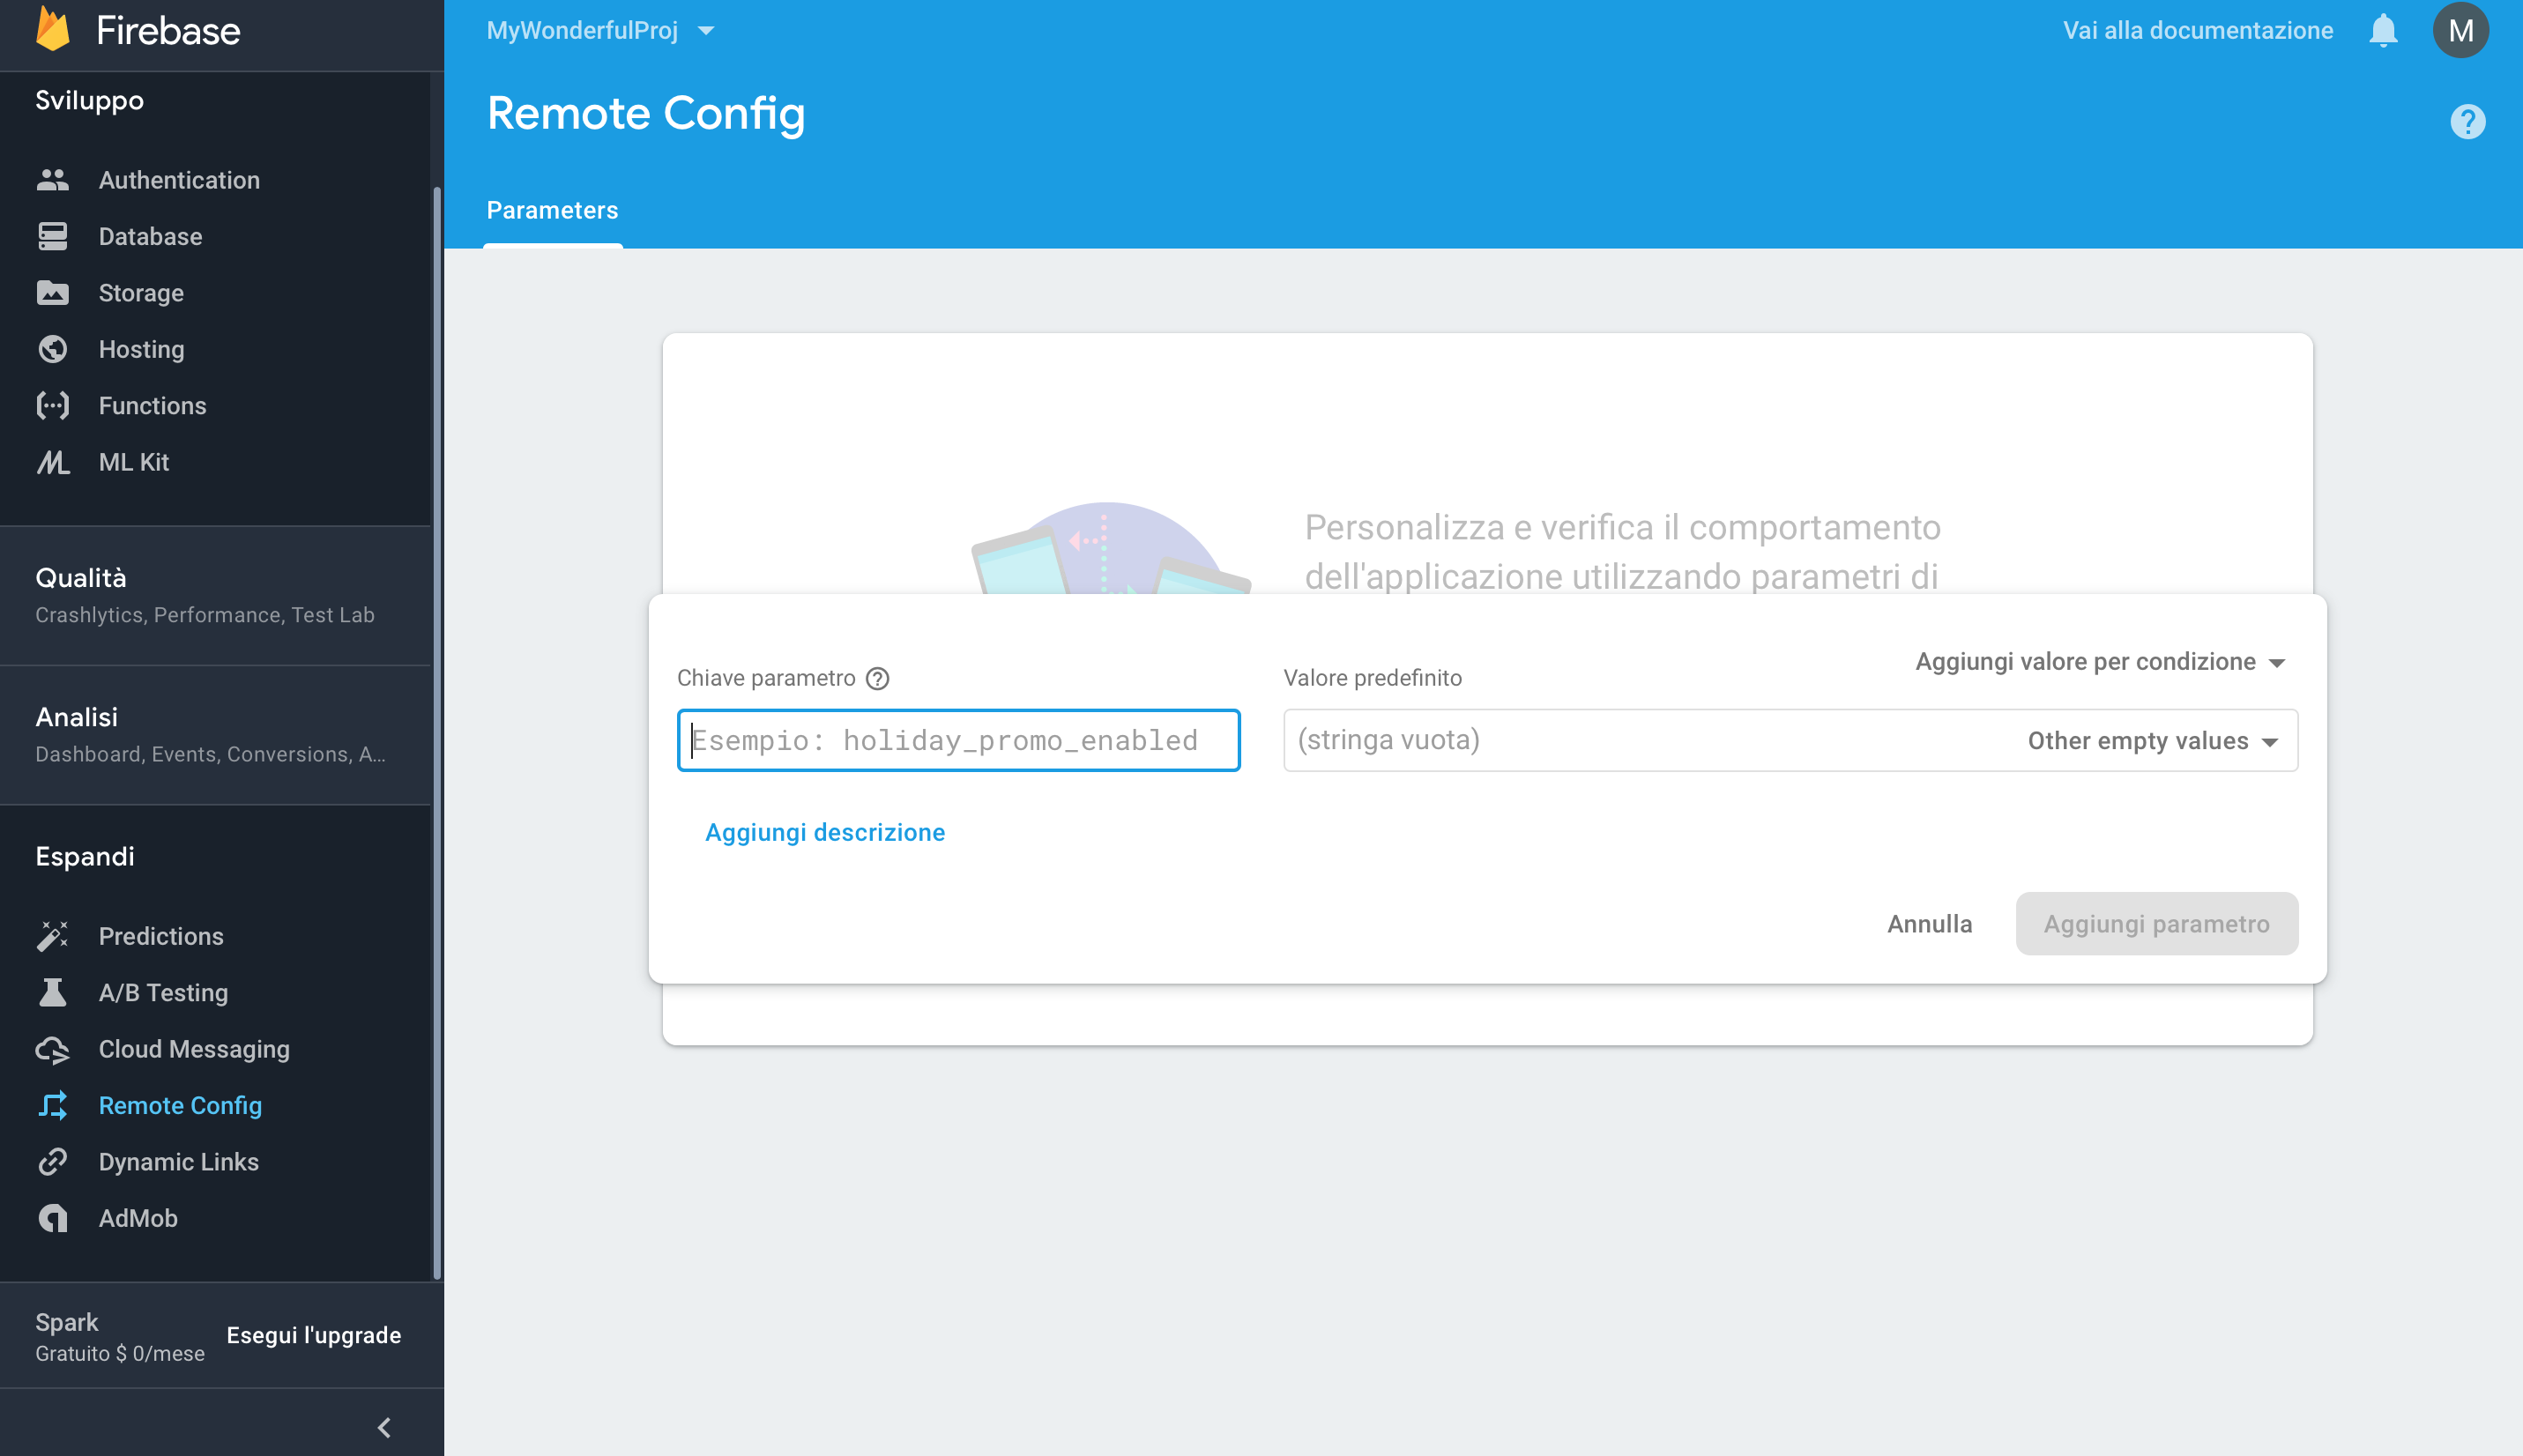 Firebase
Sviluppo
Authentication
Database
Storage
Hosting
Functions
ML Kit
Qualità
Crashlytics, Performance, Test Lab
Analisi
Dashboard, Events, Conversions, A...
Espandi
Predictions
A/B Testing
Cloud Messaging
Remote Config
Dynamic Links
AdMob
Spark
Gratuito $ 0/mese
Esegui l'upgrade
MyWonderfulProj
Vai alla documentazione
M
Remote Config
Parameters
Personalizza e verifica il comportamento
dell'applicazione utilizzando parametri di
Chiave parametro
Valore predefinito
Aggiungi valore per condizione
Esempio: holiday_promo_enabled
(stringa vuota)
Other empty values
Aggiungi descrizione
Annulla
Aggiungi parametro